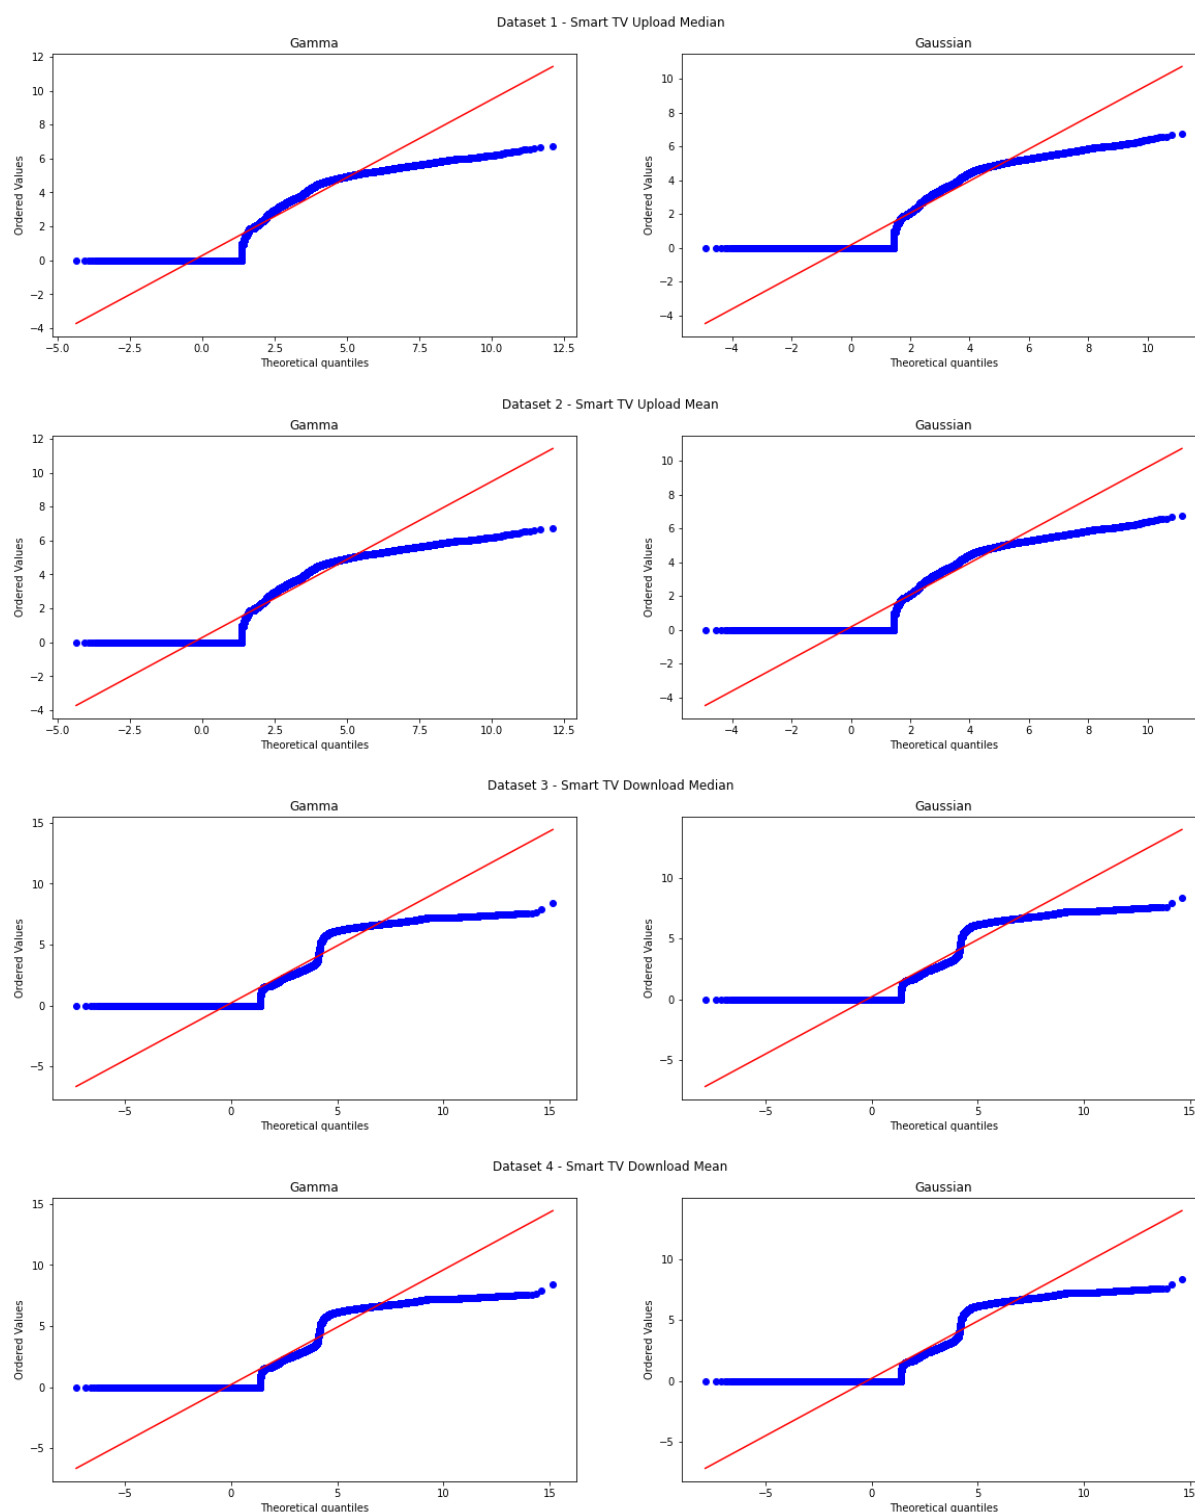 Dataset 1 - Smart TV Upload Median
Gamma
Gaussian
12
10
8
6
4
2
0
−2
−4
Ordered Values
−5.0 −2.5 0.0 2.5 5.0 7.5 10.0 12.5
Theoretical quantiles
10
8
6
4
2
0
−2
−4
Ordered Values
−4 −2 0 2 4 6 8 10
Theoretical quantiles
Dataset 2 - Smart TV Upload Mean
Gamma
Gaussian
12
10
8
6
4
2
0
−2
−4
Ordered Values
−5.0 −2.5 0.0 2.5 5.0 7.5 10.0 12.5
Theoretical quantiles
10
8
6
4
2
0
−2
−4
Ordered Values
−4 −2 0 2 4 6 8 10
Theoretical quantiles
Dataset 3 - Smart TV Download Median
Gamma
Gaussian
15
10
5
0
−5
Ordered Values
−5 0 5 10 15
Theoretical quantiles
10
5
0
−5
Ordered Values
−5 0 5 10 15
Theoretical quantiles
Dataset 4 - Smart TV Download Mean
Gamma
Gaussian
15
10
5
0
−5
Ordered Values
−5 0 5 10 15
Theoretical quantiles
10
5
0
−5
Ordered Values
−5 0 5 10 15
Theoretical quantiles